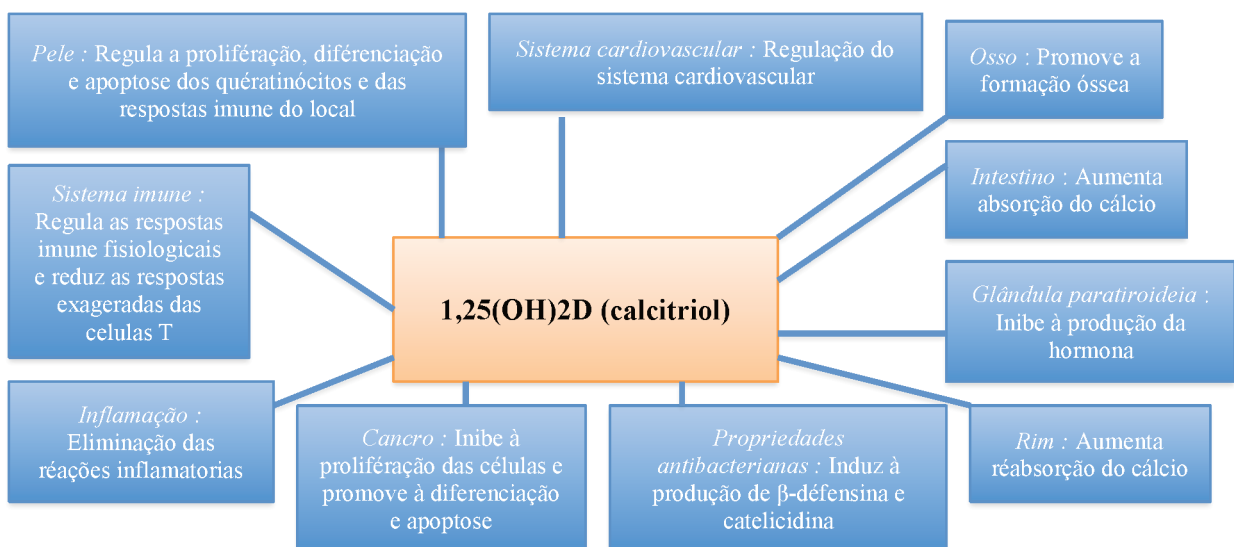 Pele : Regula a proliféração, diférenciação
e apoptose dos quératinócitos e das
respostas imune do local
Sistema cardiovascular : Regulação do
sistema cardiovascular
Osso : Promove a
formação óssea
Sistema imune :
Regula as respostas
imune fisiologicais
e reduz as respostas
exageradas das
celulas T
Intestino : Aumenta
absorção do cálcio
1,25(OH)2D (calcitriol)
Glândula paratiroideia :
Inibe à produção da
hormona
Inflamação :
Eliminação das
réações inflamatorias
Cancro : Inibe à
proliféração das células e
promove à diferenciação
e apoptose
Propriedades
antibacterianas : Induz à
produção de β-défensina e
catelicidina
Rim : Aumenta
réabsorção do cálcio